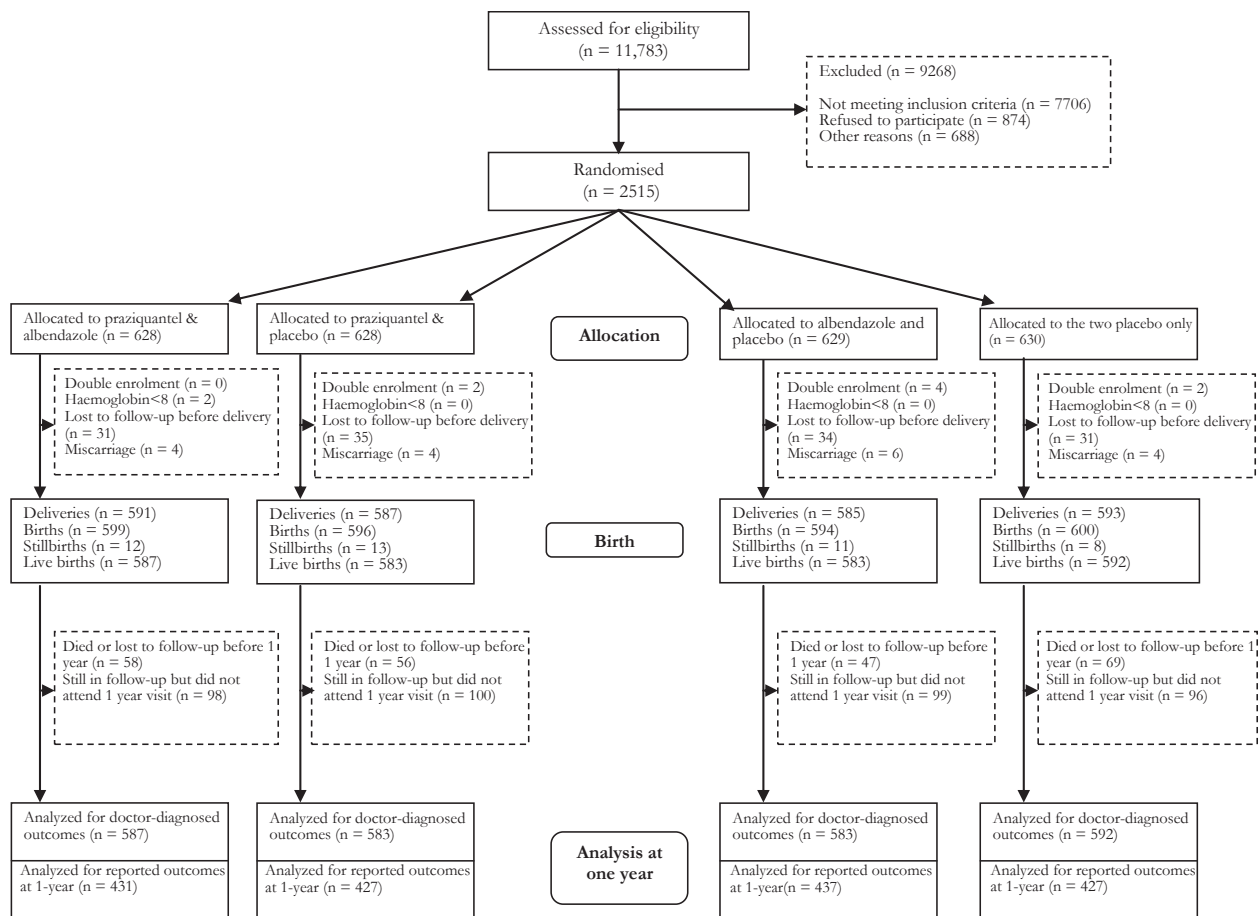 Assessed for eligibility
(n = 11,783)
Excluded (n = 9268)
Not meeting inclusion criteria (n = 7706)
Refused to participate (n = 874)
Other reasons (n = 688)
Randomised
(n = 2515)
Allocated to praziquantel &
albendazole (n = 628)
Allocated to praziquantel &
placebo (n = 628)
Allocation
Allocated to albendazole and
placebo (n = 629)
Allocated to the two placebo only
(n = 630)
Double enrolment (n = 0)
Haemoglobin<8 (n = 2)
Lost to follow-up before delivery
(n = 31)
Miscarriage (n = 4)
Double enrolment (n = 2)
Haemoglobin<8 (n = 0)
Lost to follow-up before delivery
(n = 35)
Miscarriage (n = 4)
Double enrolment (n = 4)
Haemoglobin<8 (n = 0)
Lost to follow-up before delivery
(n = 34)
Miscarriage (n = 6)
Double enrolment (n = 2)
Haemoglobin<8 (n = 0)
Lost to follow-up before delivery
(n = 31)
Miscarriage (n = 4)
Deliveries (n = 591)
Births (n = 599)
Stillbirths (n = 12)
Live births (n = 587)
Deliveries (n = 587)
Births (n = 596)
Stillbirths (n = 13)
Live births (n = 583)
Birth
Deliveries (n = 585)
Births (n = 594)
Stillbirths (n = 11)
Live births (n = 583)
Deliveries (n = 593)
Births (n = 600)
Stillbirths (n = 8)
Live births (n = 592)
Died or lost to follow-up before 1
year (n = 58)
Still in follow-up but did not
attend 1 year visit (n = 98)
Died or lost to follow-up before
1 year (n = 56)
Still in follow-up but did not
attend 1 year visit (n = 100)
Died or lost to follow-up before
1 year (n = 47)
Still in follow-up but did not
attend 1 year visit (n = 99)
Died or lost to follow-up before 1
year (n = 69)
Still in follow-up but did not
attend 1 year visit (n = 96)
Analyzed for doctor-diagnosed
outcomes (n = 587)
Analyzed for reported outcomes
at 1-year (n = 431)
Analyzed for doctor-diagnosed
outcomes (n = 583)
Analyzed for reported outcomes
at 1-year (n = 427)
Analysis at
one year
Analyzed for doctor-diagnosed
outcomes (n = 583)
Analyzed for reported outcomes
at 1-year(n = 437)
Analyzed for doctor-diagnosed
outcomes (n = 592)
Analyzed for reported outcomes
at 1-year (n = 427)